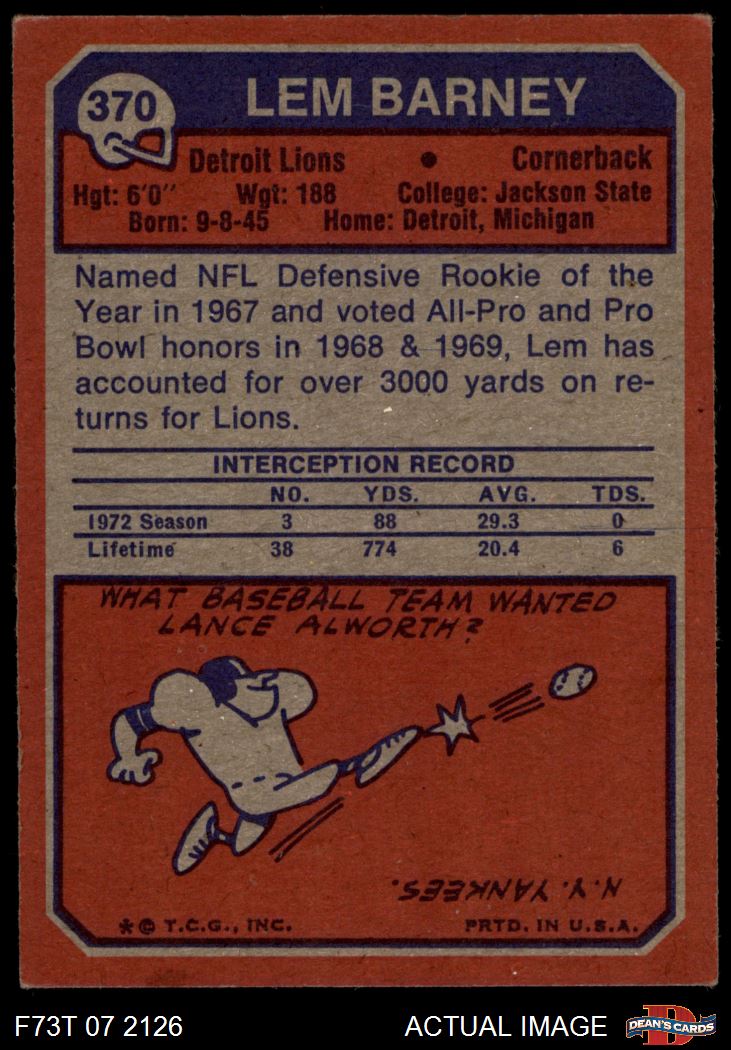 370
LEM BARNEY
Detroit Lions • Cornerback
Hgt: 6'0" Wgt: 188 College: Jackson State
Born: 9-8-45 Home: Detroit, Michigan
Named NFL Defensive Rookie of the
Year in 1967 and voted All-Pro and Pro
Bowl honors in 1968 & 1969, Lem has
accounted for over 3000 yards on re-
turns for Lions.
INTERCEPTION RECORD
NO. YDS. AVG. TDS.
1972 Season 3 88 29.3 0
Lifetime 38 774 20.4 6
WHAT BASEBALL TEAM WANTED
LANCE ALWORTH?
N.Y. YANKEES.
*© T.C.G., INC. PRTD. IN U.S.A.
F73T 07 2126 ACTUAL IMAGE
D
DEAN'S CARDS